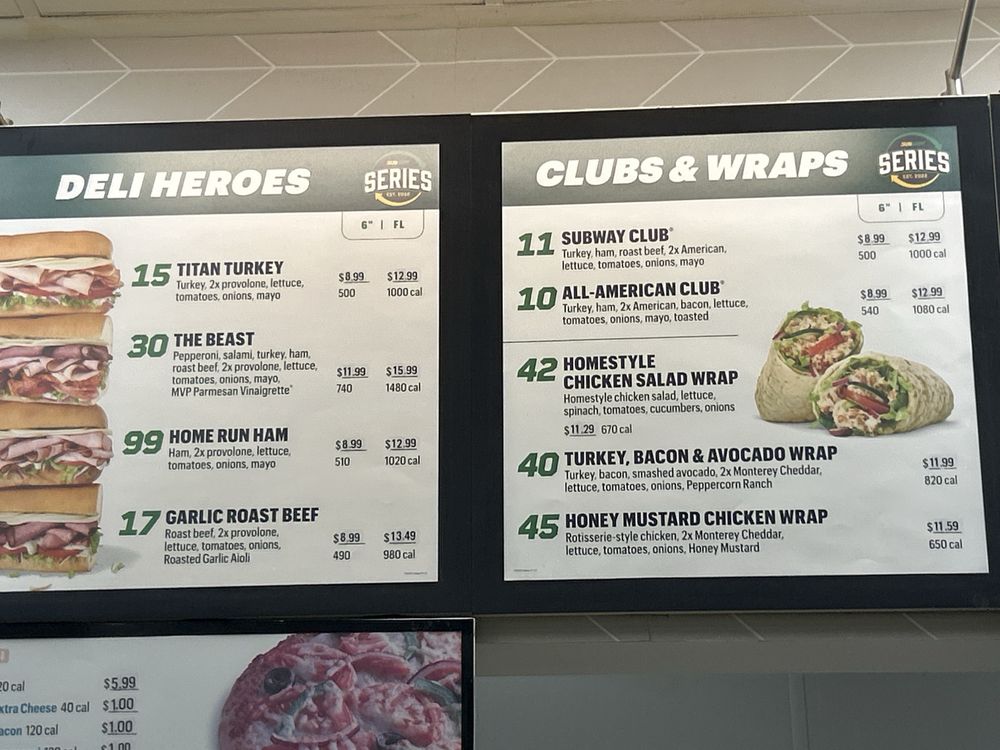 DELI HEROES
SUBWAY
SERIES
EST. 2022
6" | FL
15 TITAN TURKEY
Turkey, 2x provolone, lettuce,
tomatoes, onions, mayo
$8.99 $12.99
500 1000 cal
30 THE BEAST
Pepperoni, salami, turkey, ham,
roast beef, 2x provolone, lettuce,
tomatoes, onions, mayo,
MVP Parmesan Vinaigrette®
$11.99 $15.99
740 1480 cal
99 HOME RUN HAM
Ham, 2x provolone, lettuce,
tomatoes, onions, mayo
$8.99 $12.99
510 1020 cal
17 GARLIC ROAST BEEF
Roast beef, 2x provolone,
lettuce, tomatoes, onions,
Roasted Garlic Aioli
$8.99 $13.49
490 980 cal
CLUBS & WRAPS
SUBWAY
SERIES
EST. 2022
6" | FL
11 SUBWAY CLUB®
Turkey, ham, roast beef, 2x American,
lettuce, tomatoes, onions, mayo
$8.99 $12.99
500 1000 cal
10 ALL-AMERICAN CLUB®
Turkey, ham, 2x American, bacon, lettuce,
tomatoes, onions, mayo, toasted
$8.99 $12.99
540 1080 cal
42 HOMESTYLE
CHICKEN SALAD WRAP
Homestyle chicken salad, lettuce,
spinach, tomatoes, cucumbers, onions
$11.29 670 cal
40 TURKEY, BACON & AVOCADO WRAP
Turkey, bacon, smashed avocado, 2x Monterey Cheddar,
lettuce, tomatoes, onions, Peppercorn Ranch
$11.99
820 cal
45 HONEY MUSTARD CHICKEN WRAP
Rotisserie-style chicken, 2x Monterey Cheddar,
lettuce, tomatoes, onions, Honey Mustard
$11.59
650 cal
20 cal $5.99
xtra Cheese 40 cal $1.00
acon 120 cal $1.00
$1.00